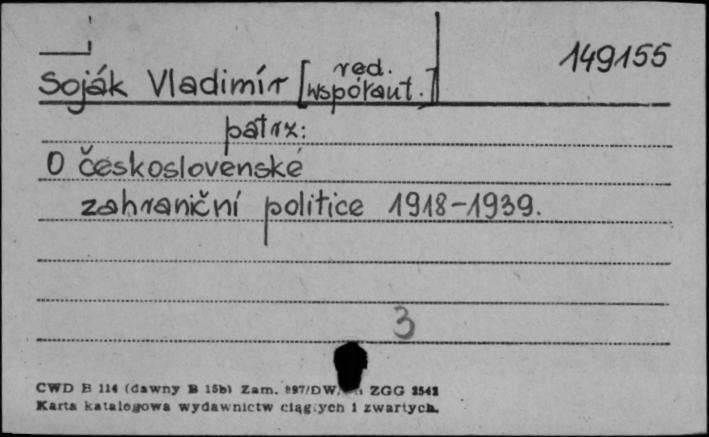 149155
Soják Vladimír [red. współaut.]
patrz:
O československé
zahraniční politice 1918-1939.
3
CWD B 114 (dawny B 15b) Zam. 897/DW. ZGG 2542
Karta katalogowa wydawnictw ciągłych i zwartych.